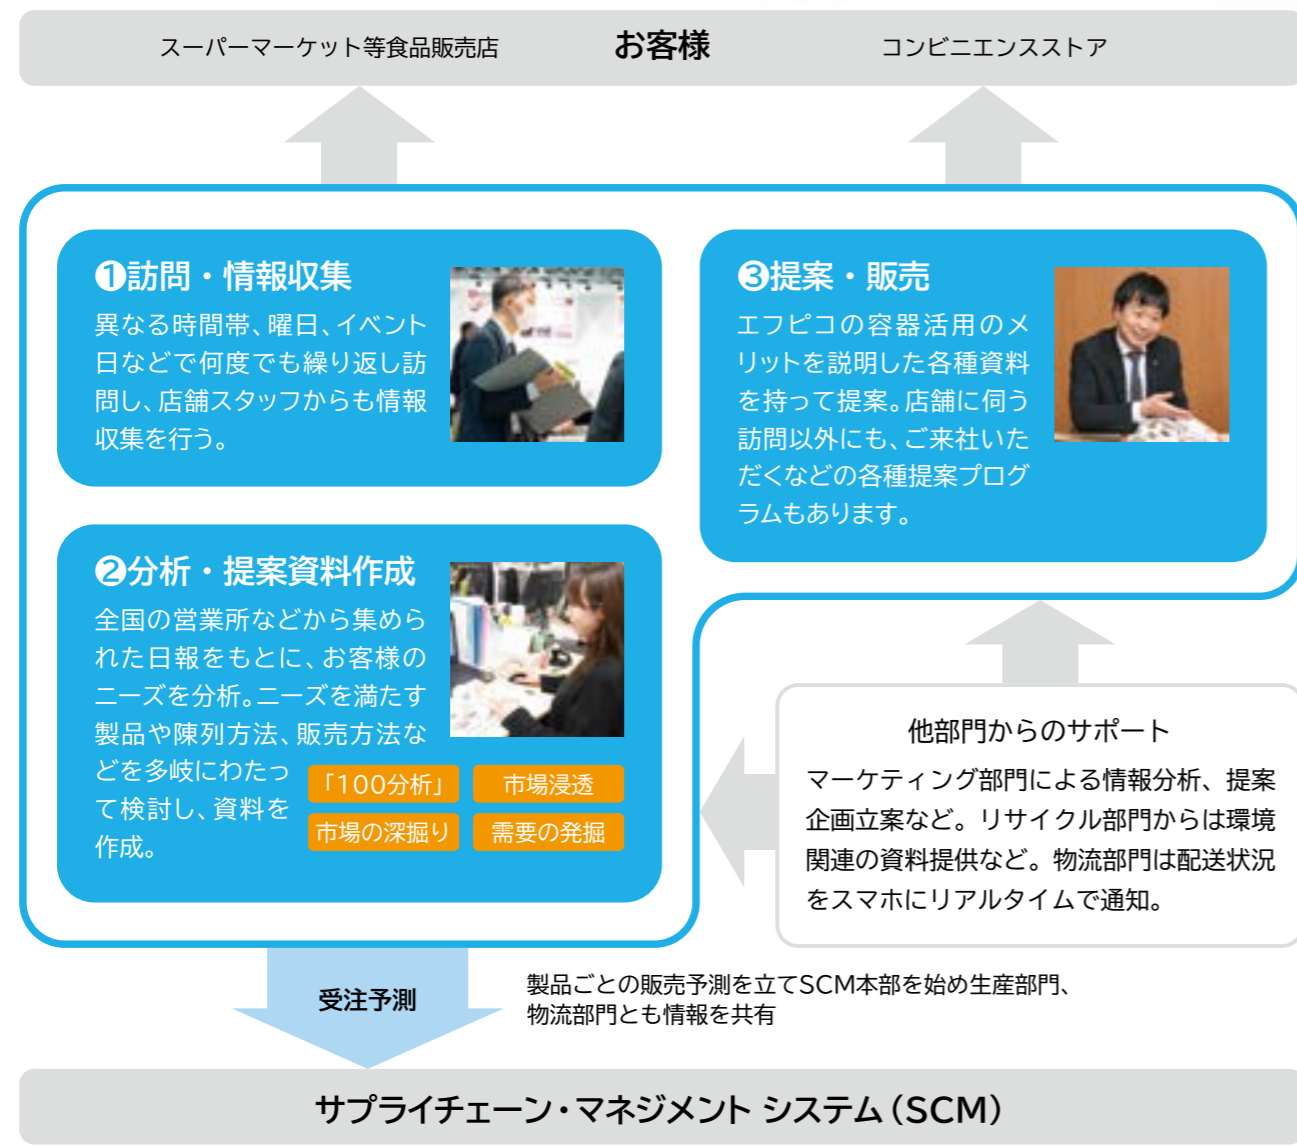 スーパーマーケット等食品販売店 お客様 コンビニエンスストア
❶訪問・情報収集
異なる時間帯、曜日、イベント
日などで何度でも繰り返し訪
問し、店舗スタッフからも情報
収集を行う。
❷分析・提案資料作成
全国の営業所などから集めら
れた日報をもとに、お客様の
ニーズを分析。ニーズを満たす
製品や陳列方法、販売方法な
どを多岐にわたっ
て検討し、資料を
作成。
「100分析」 市場浸透
市場の深掘り 需要の発掘
❸提案・販売
エフピコの容器活用のメ
リットを説明した各種資料
を持って提案。店舗に伺う
訪問以外にも、ご来社いた
だくなどの各種提案プログ
ラムもあります。
他部門からのサポート
マーケティング部門による情報分析、提案
企画立案など。リサイクル部門からは環境
関連の資料提供など。物流部門は配送状況
をスマホにリアルタイムで通知。
受注予測
製品ごとの販売予測を立てSCM本部を始め生産部門、
物流部門とも情報を共有
サプライチェーン・マネジメント システム（SCM）